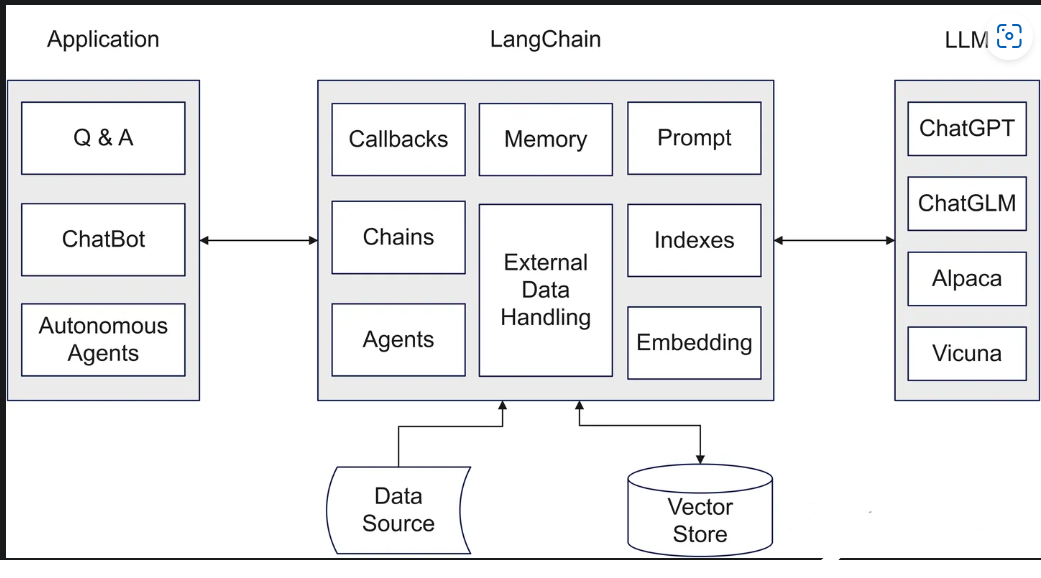 Application
LangChain
LLM
Q & A
ChatBot
Autonomous
Agents
Callbacks
Memory
Prompt
Chains
External
Data
Handling
Indexes
Agents
Embedding
ChatGPT
ChatGLM
Alpaca
Vicuna
Data
Source
Vector
Store